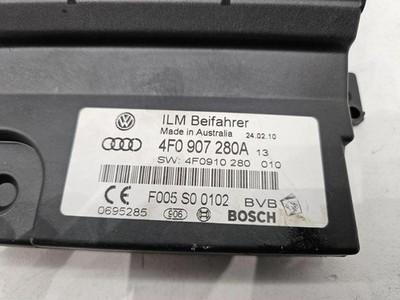 ILM Beifahrer
Made in Australia 24.02.10
4F0 907 280A 13
SW: 4F0910 280 010
CE F005 S0 0102 BVB
0695285 906 BOSCH